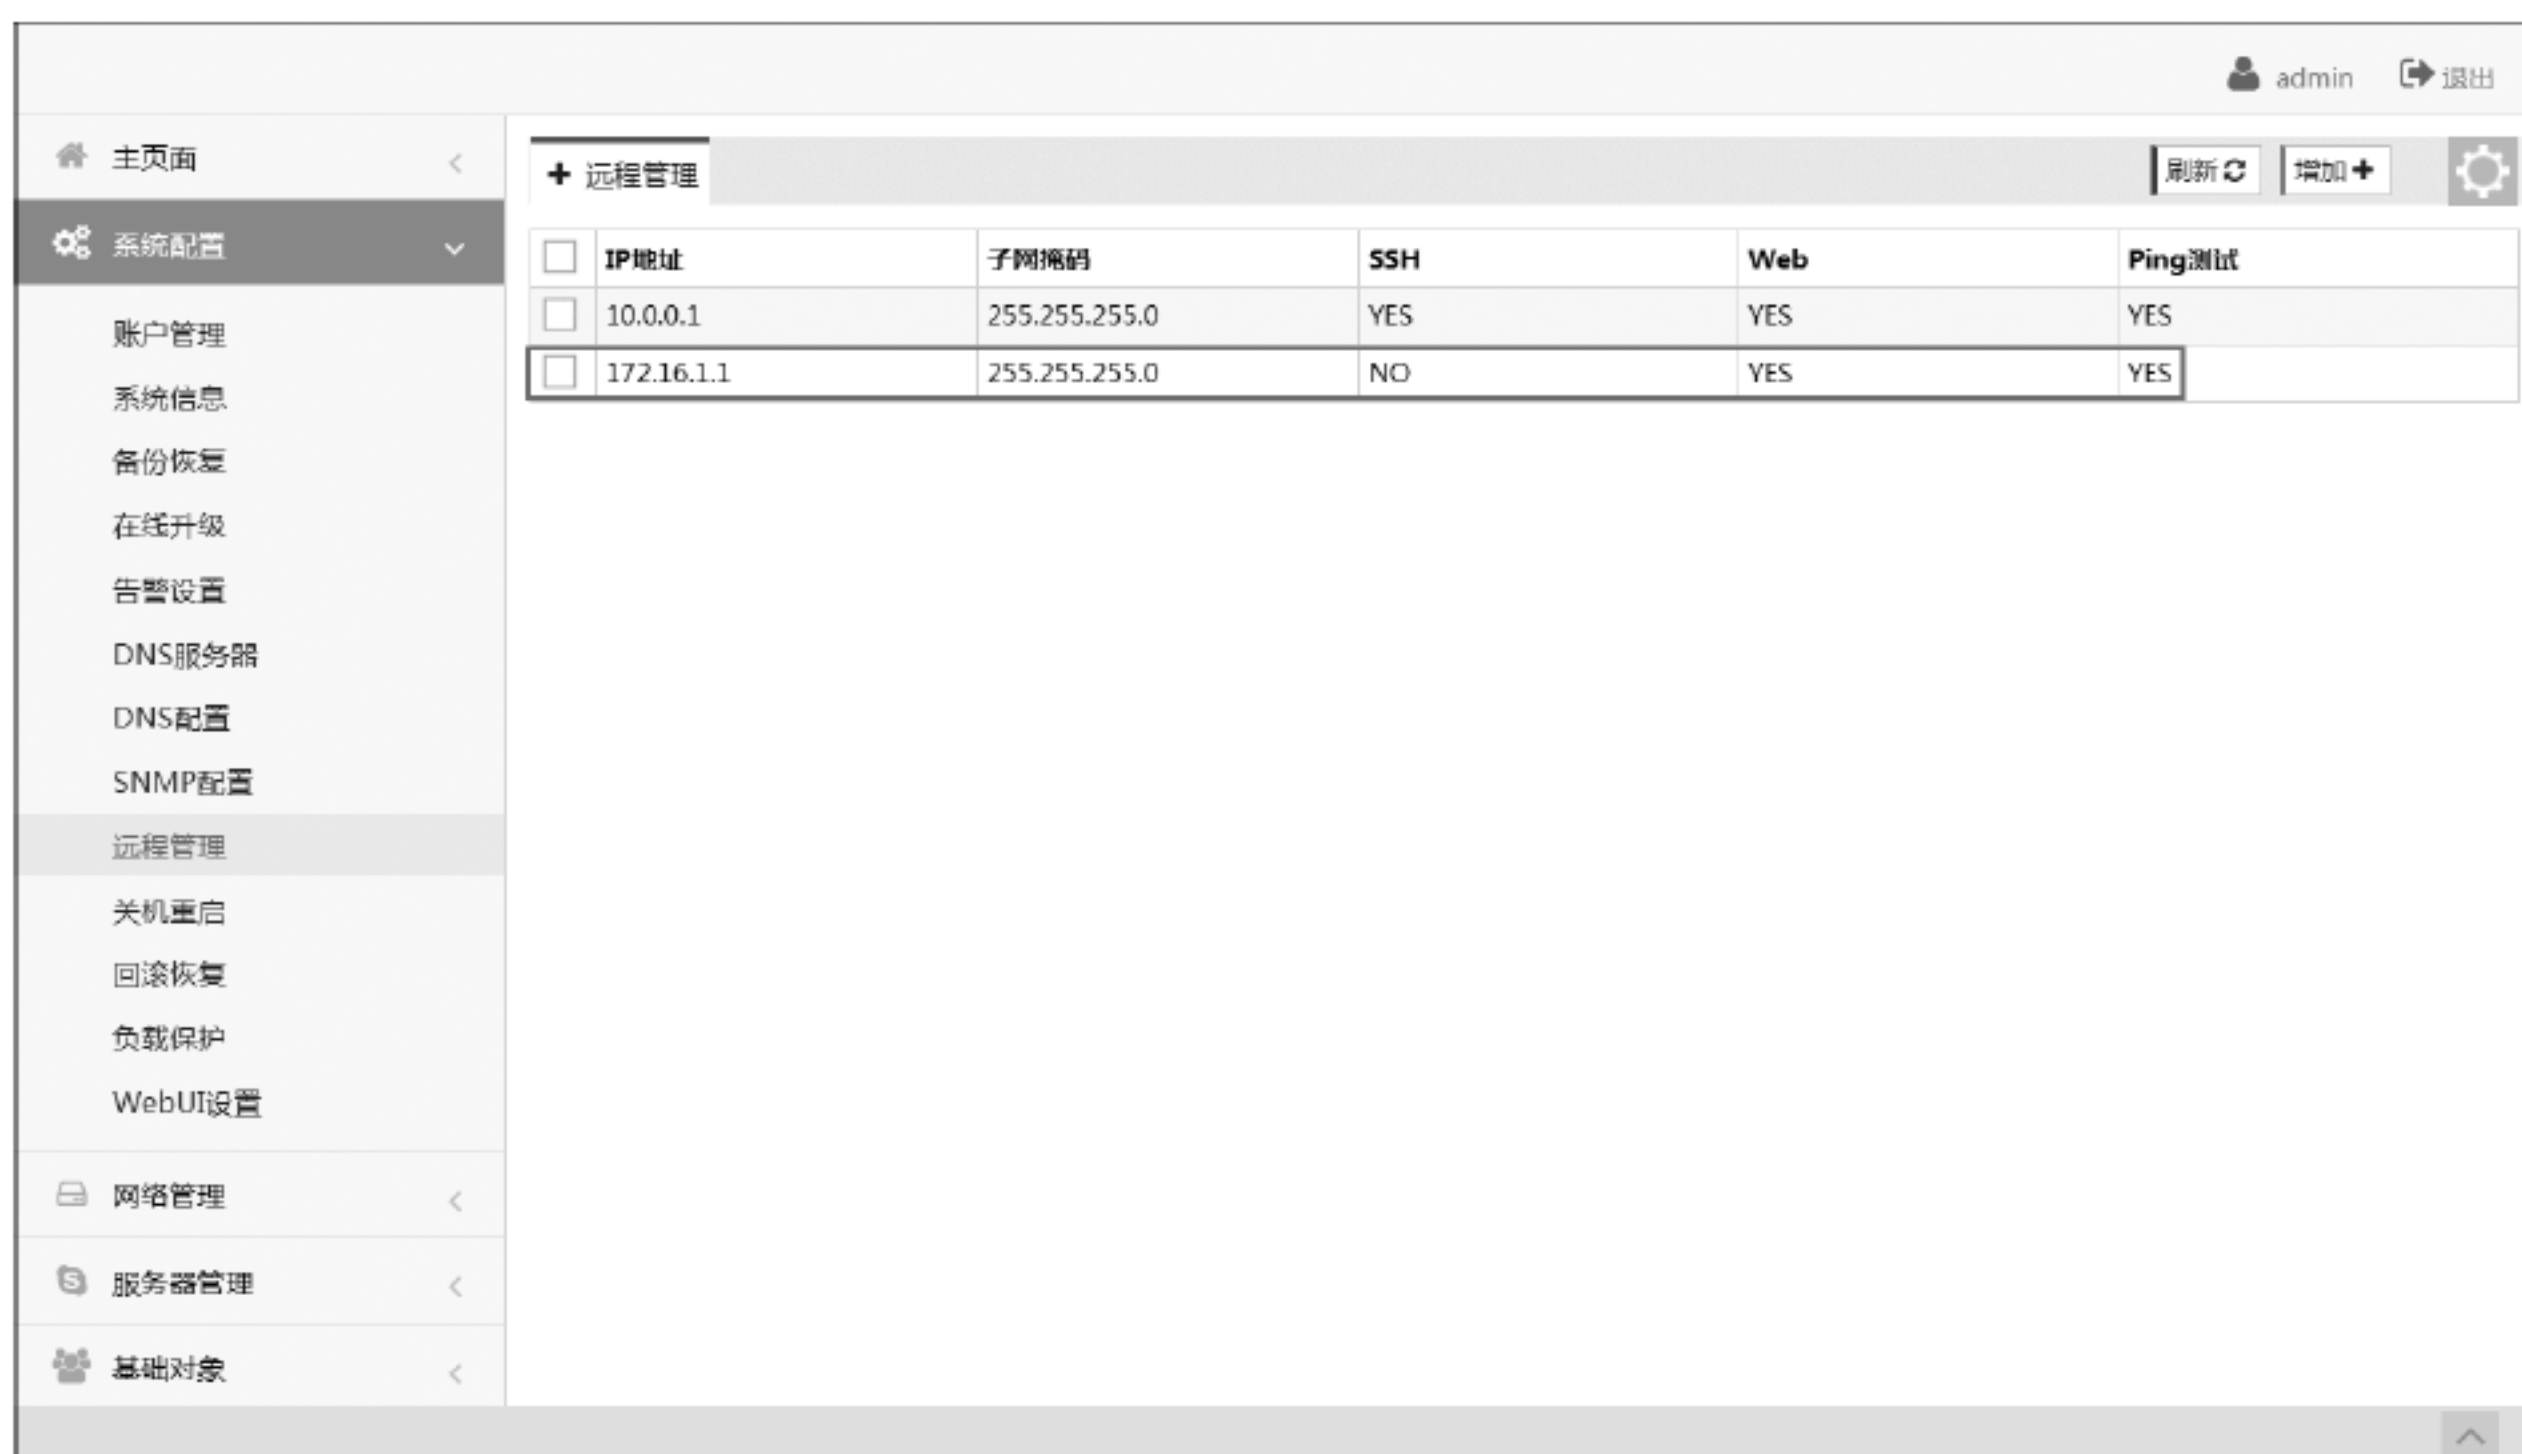 admin 退出
主页面
系统配置
账户管理
系统信息
备份恢复
在线升级
告警设置
DNS服务器
DNS配置
SNMP配置
远程管理
关机重启
回滚恢复
负载保护
WebUI设置
网络管理
服务器管理
基础对象
远程管理 刷新 增加
IP地址 子网掩码 SSH Web Ping测试
10.0.0.1 255.255.255.0 YES YES YES
172.16.1.1 255.255.255.0 NO YES YES